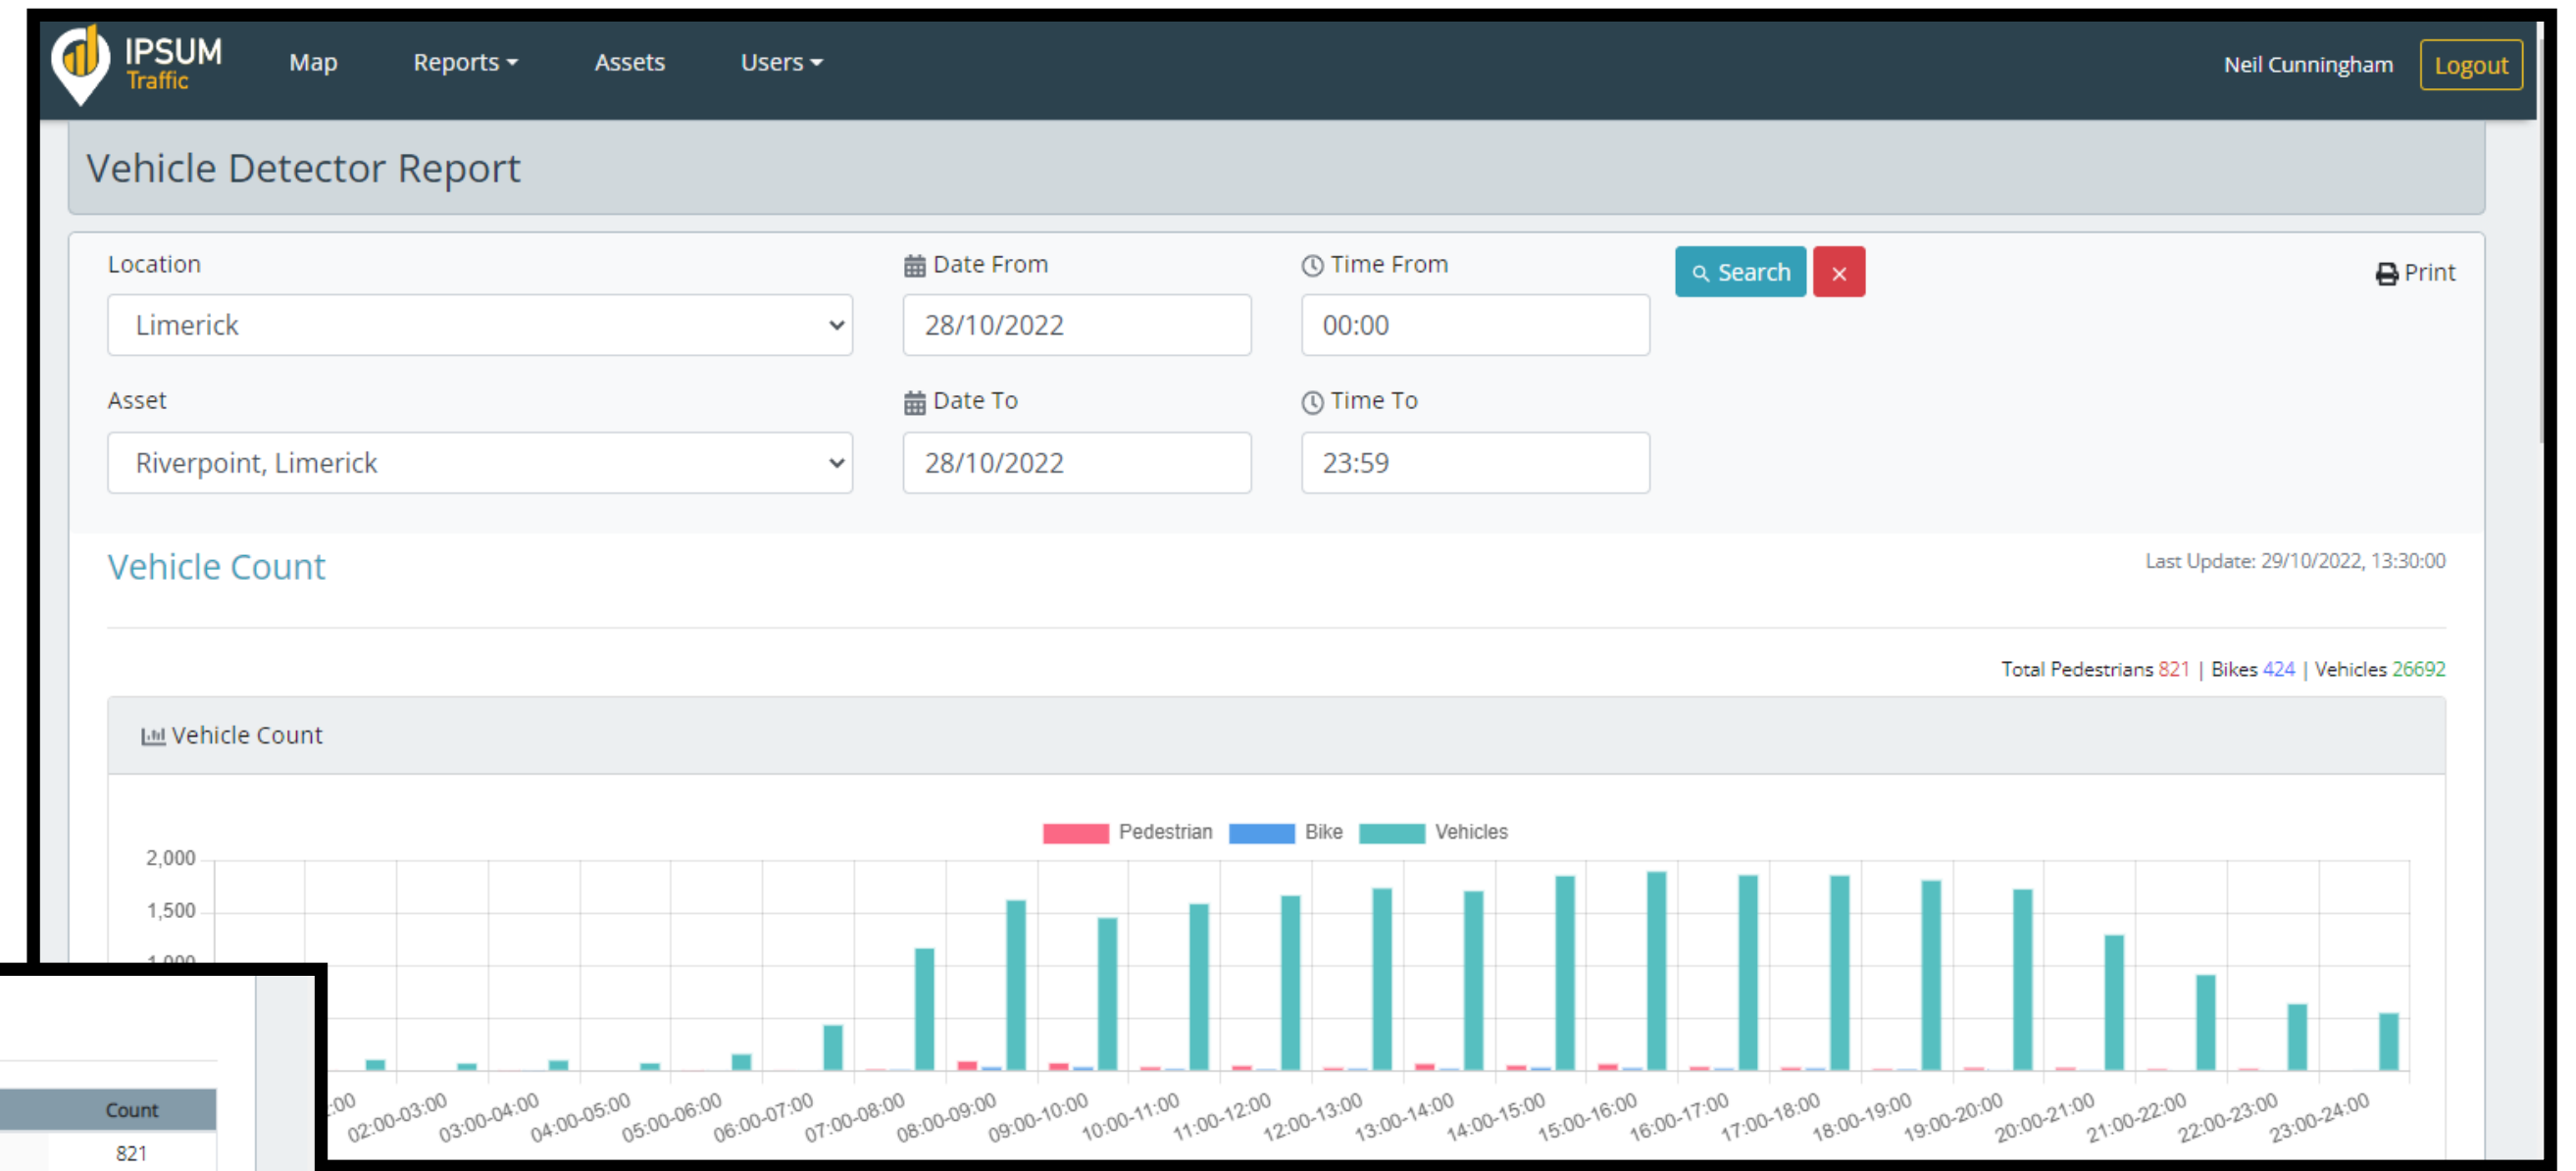 IPSUM
Traffic
Map Reports Assets Users Neil Cunningham Logout
Vehicle Detector Report
Location Date From Time From Search × Print
Limerick 28/10/2022 00:00
Asset Date To Time To
Riverpoint, Limerick 28/10/2022 23:59
Vehicle Count Last Update: 29/10/2022, 13:30:00
Total Pedestrians 821 | Bikes 424 | Vehicles 26692
Vehicle Count
Pedestrian Bike Vehicles
2,000
1,500
1,000
:00 02:00-03:00 03:00-04:00 04:00-05:00 05:00-06:00 06:00-07:00 07:00-08:00 08:00-09:00 09:00-10:00 10:00-11:00 11:00-12:00 12:00-13:00 13:00-14:00 14:00-15:00 15:00-16:00 16:00-17:00 17:00-18:00 18:00-19:00 19:00-20:00 20:00-21:00 21:00-22:00 22:00-23:00 23:00-24:00
Count
821